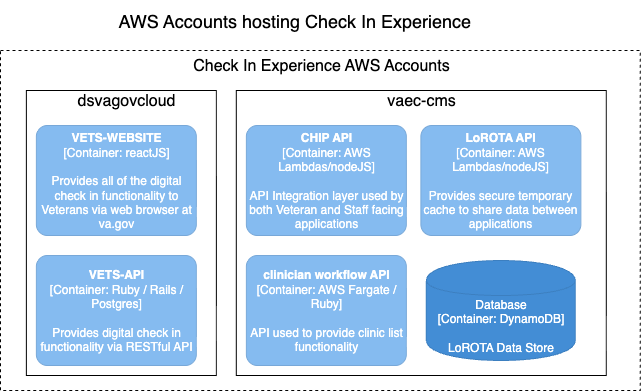 AWS Accounts hosting Check In Experience
Check In Experience AWS Accounts
dsvagovcloud
VETS-WEBSITE
[Container: reactJS]
Provides all of the digital
check in functionality to
Veterans via web browser at
va.gov
VETS-API
[Container: Ruby / Rails /
Postgres]
Provides digital check in
functionality via RESTful API
vaec-cms
CHIP API
[Container: AWS
Lambdas/nodeJS]
API Integration layer used by
both Veteran and Staff facing
applications
LoROTA API
[Container: AWS
Lambdas/nodeJS]
Provides secure temporary
cache to share data between
applications
clinician workflow API
[Container: AWS Fargate /
Ruby]
API used to provide clinic list
functionality
Database
[Container: DynamoDB]
LoROTA Data Store